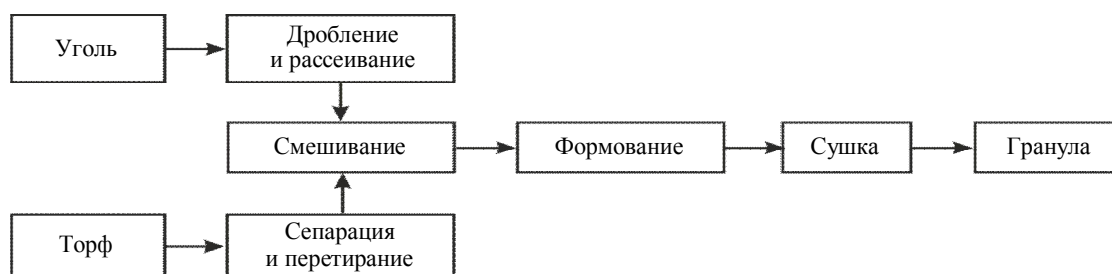 Уголь
Дробление
и рассеивание
Смешивание
Формование
Сушка
Гранула
Торф
Сепарация
и перетирание